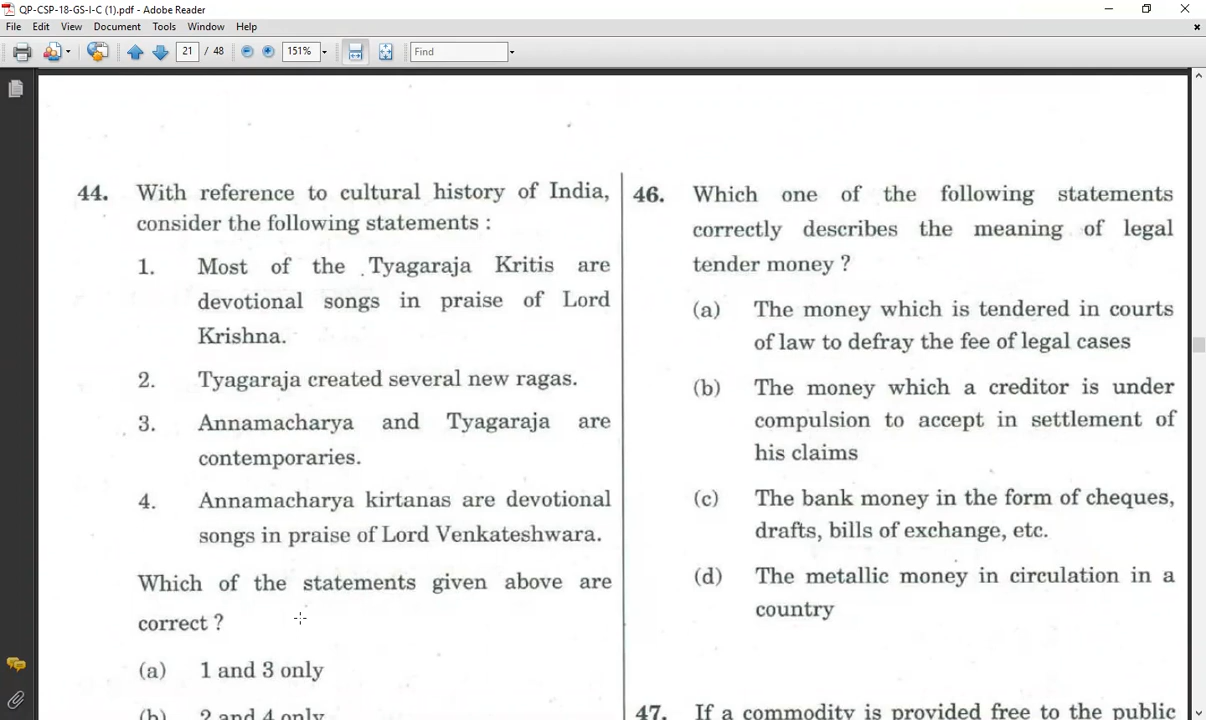 QP-CSP-18-GS-I-C (1).pdf - Adobe Reader
File Edit View Document Tools Window Help
21 / 48 151% Find
44. With reference to cultural history of India,
consider the following statements :
1. Most of the Tyagaraja Kritis are
devotional songs in praise of Lord
Krishna.
2. Tyagaraja created several new ragas.
3. Annamacharya and Tyagaraja are
contemporaries.
4. Annamacharya kirtanas are devotional
songs in praise of Lord Venkateshwara.
Which of the statements given above are
correct ?
(a) 1 and 3 only
(b) 2 and 4 only
46. Which one of the following statements
correctly describes the meaning of legal
tender money ?
(a) The money which is tendered in courts
of law to defray the fee of legal cases
(b) The money which a creditor is under
compulsion to accept in settlement of
his claims
(c) The bank money in the form of cheques,
drafts, bills of exchange, etc.
(d) The metallic money in circulation in a
country
47. If a commodity is provided free to the public